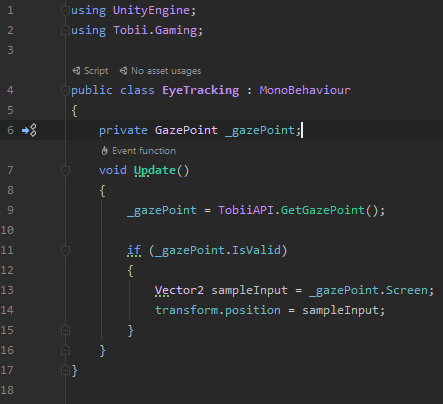 1 using UnityEngine;
2 using Tobii.Gaming;
3
Script No asset usages
4 public class EyeTracking : MonoBehaviour
5 {
6 private GazePoint _gazePoint;
Event function
7 void Update()
8 {
9 _gazePoint = TobiiAPI.GetGazePoint();
10
11 if (_gazePoint.IsValid)
12 {
13 Vector2 sampleInput = _gazePoint.Screen;
14 transform.position = sampleInput;
15 }
16 }
17 }
18